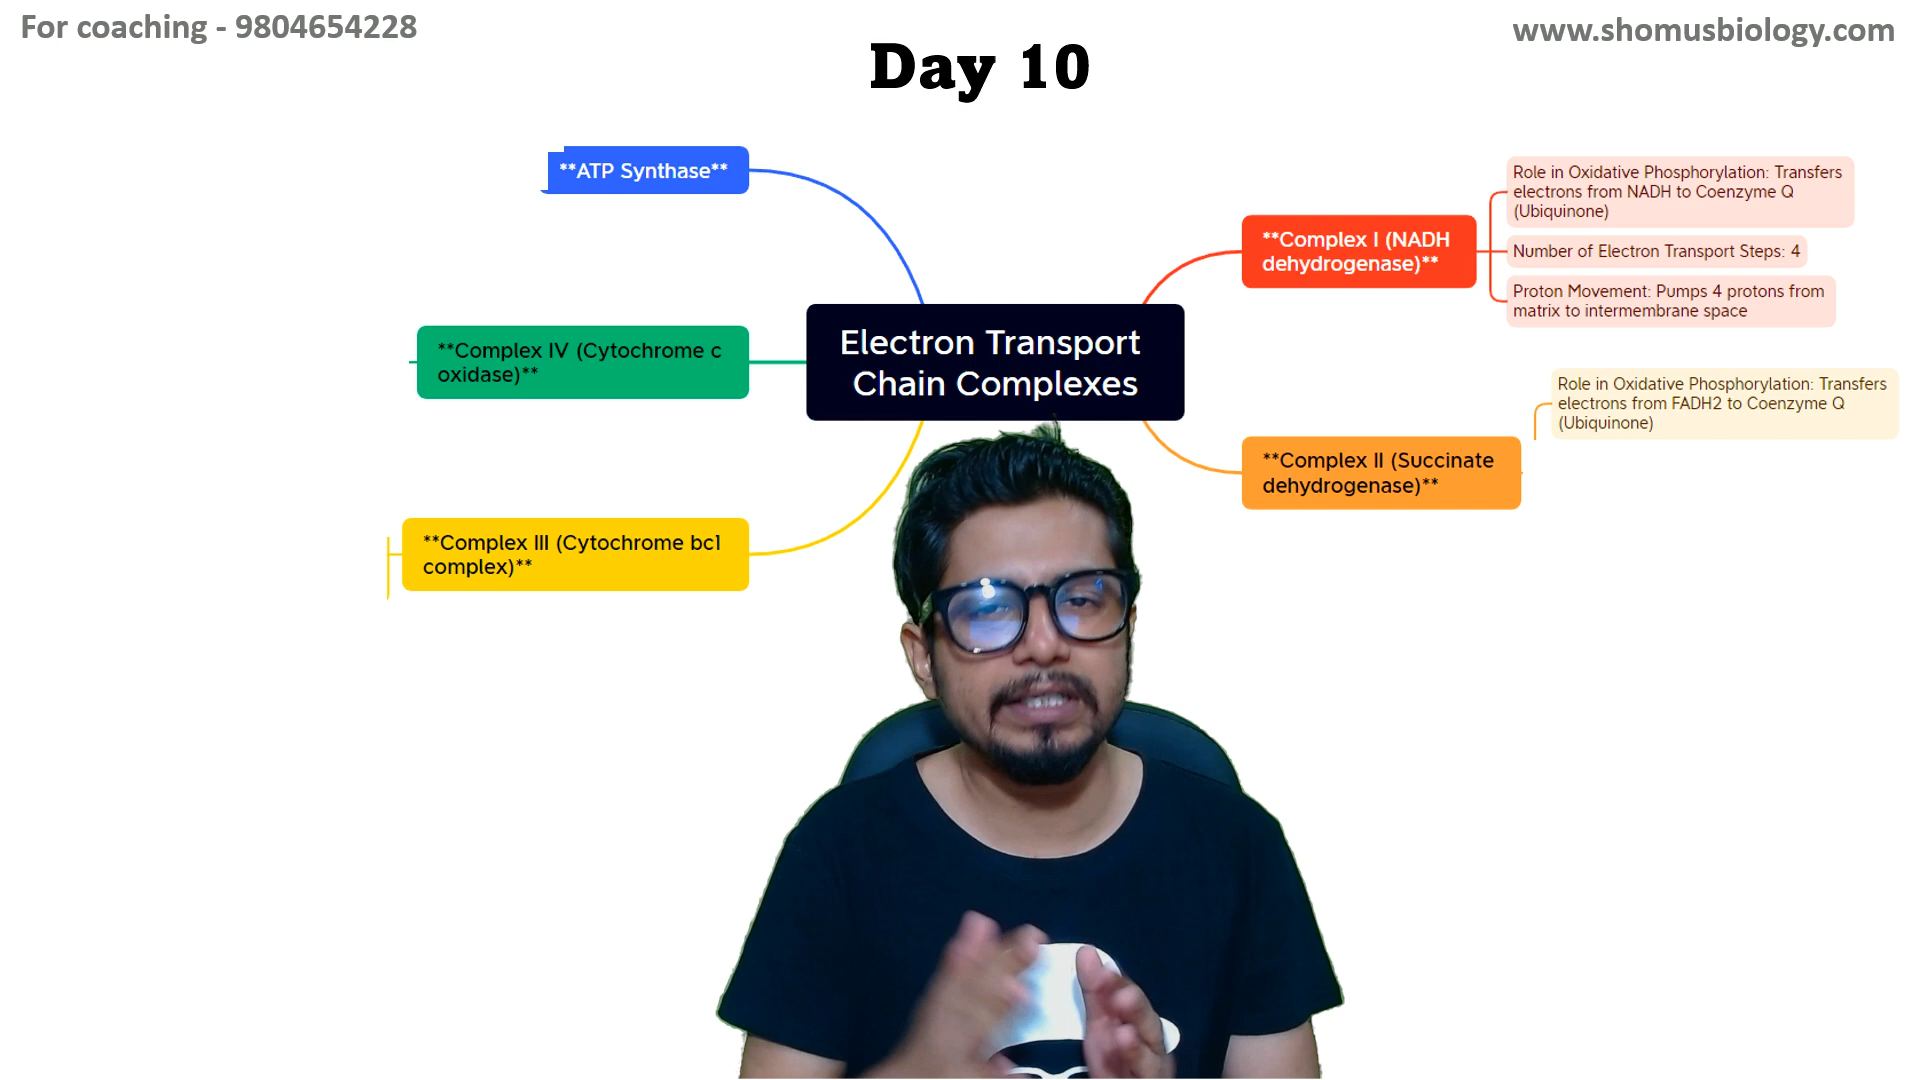 For coaching - 9804654228
www.shomusbiology.com
Day 10
**ATP Synthase**
**Complex IV (Cytochrome c
oxidase)**
**Complex III (Cytochrome bc1
complex)**
Electron Transport
Chain Complexes
**Complex I (NADH
dehydrogenase)**
Role in Oxidative Phosphorylation: Transfers
electrons from NADH to Coenzyme Q
(Ubiquinone)
Number of Electron Transport Steps: 4
Proton Movement: Pumps 4 protons from
matrix to intermembrane space
**Complex II (Succinate
dehydrogenase)**
Role in Oxidative Phosphorylation: Transfers
electrons from FADH2 to Coenzyme Q
(Ubiquinone)